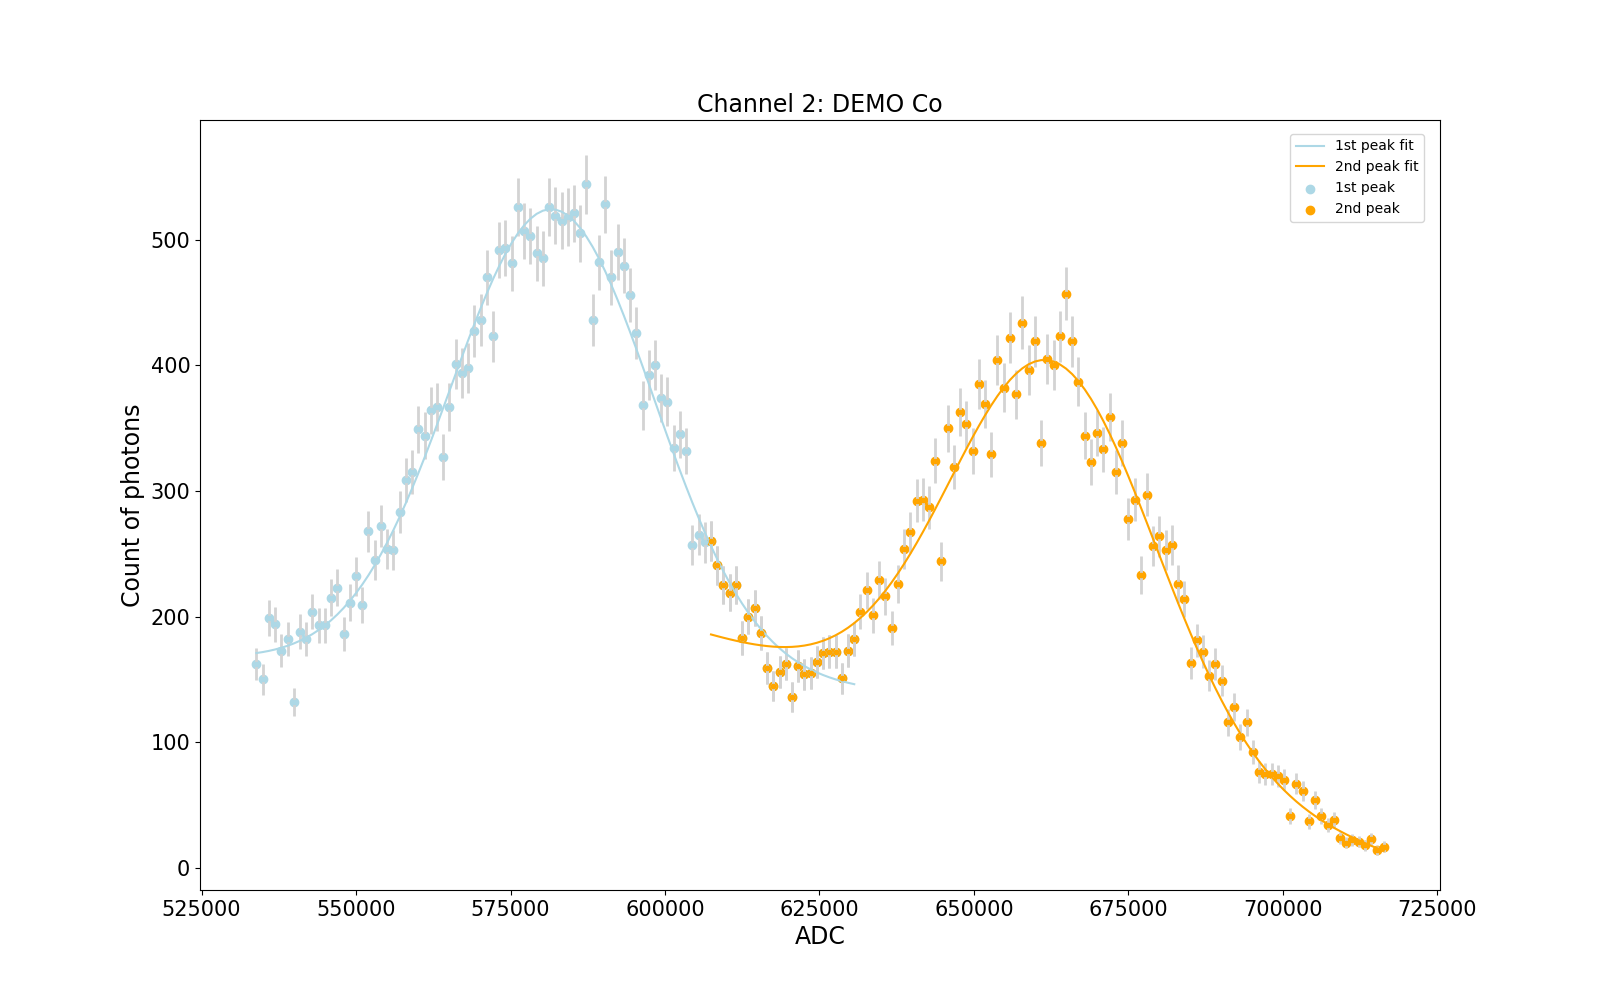 Channel 2: DEMO Co
1st peak fit
2nd peak fit
1st peak
2nd peak
Count of photons
500
400
300
200
100
0
525000 550000 575000 600000 625000 650000 675000 700000 725000
ADC